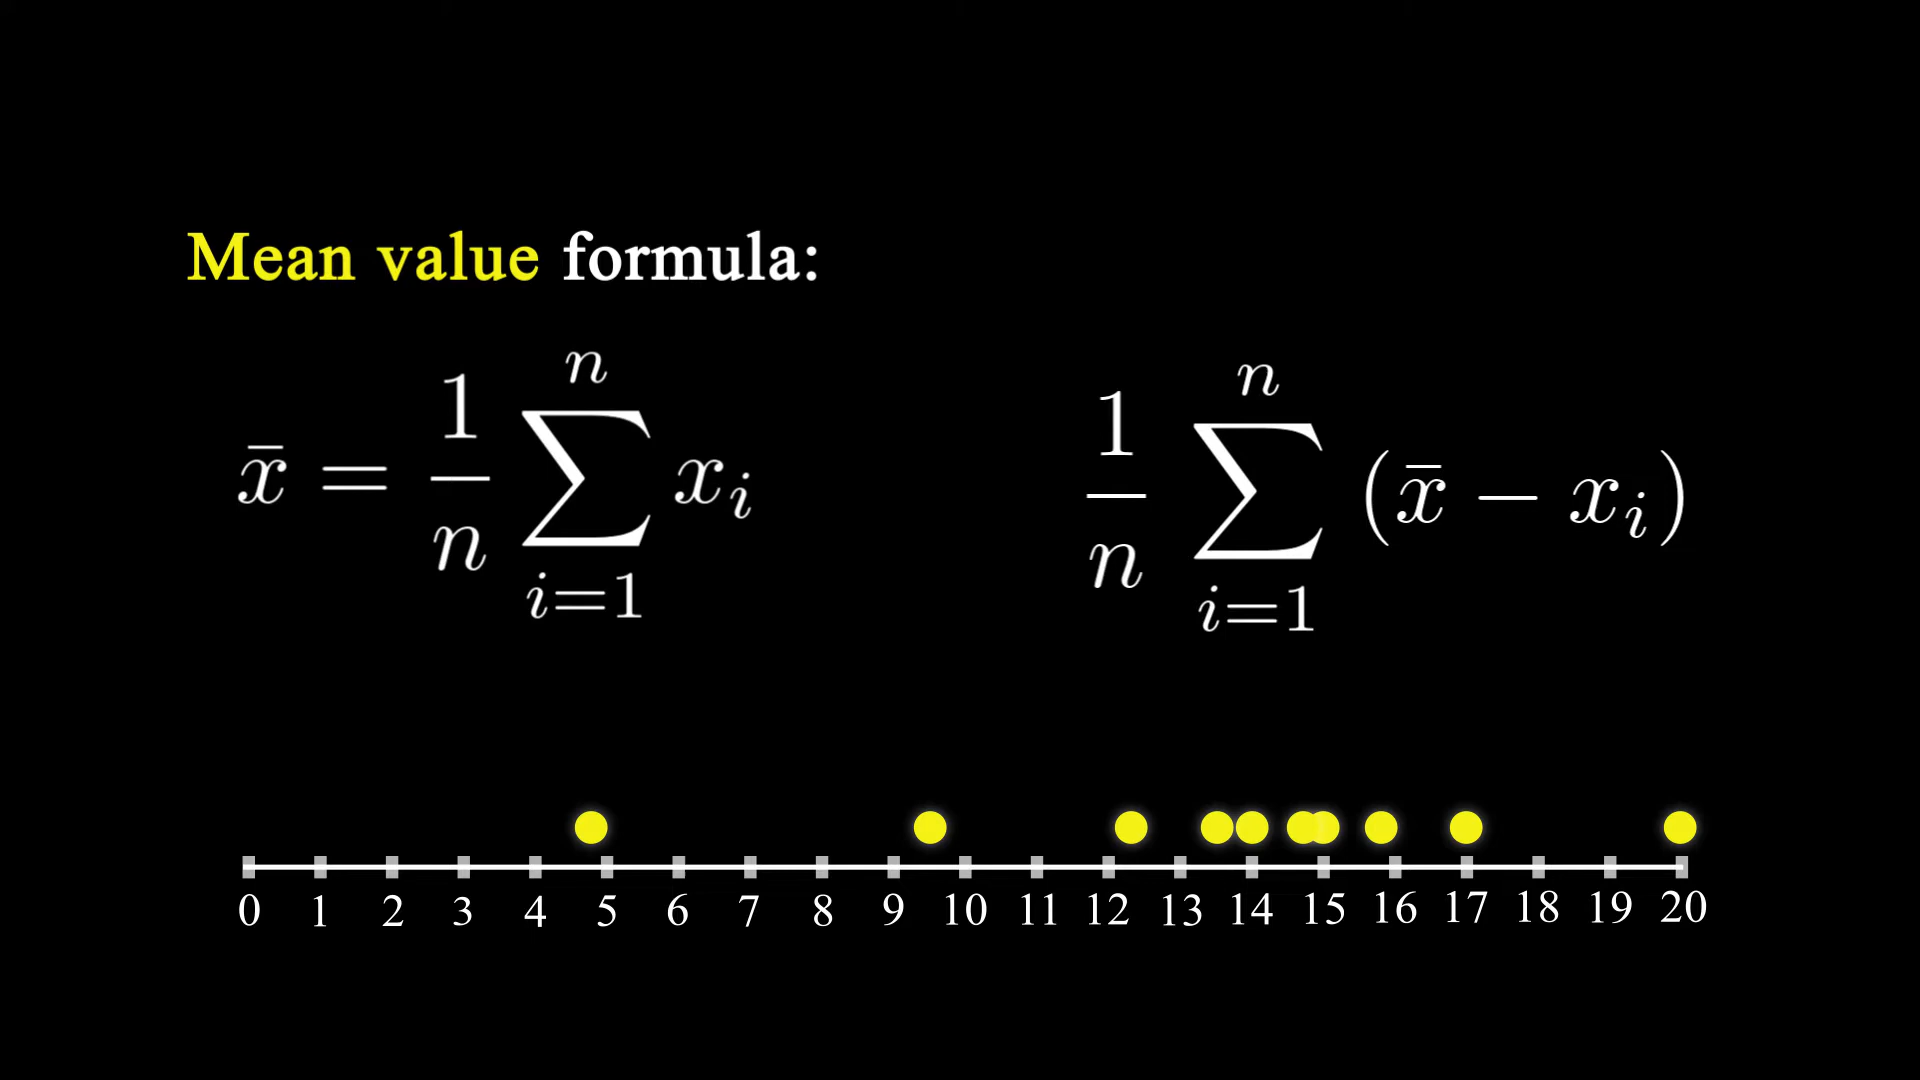 Mean value formula:
x̄ = 1/n ∑_{i=1}^{n} x_i
1/n ∑_{i=1}^{n} (x̄ − x_i)
0 1 2 3 4 5 6 7 8 9 10 11 12 13 14 15 16 17 18 19 20